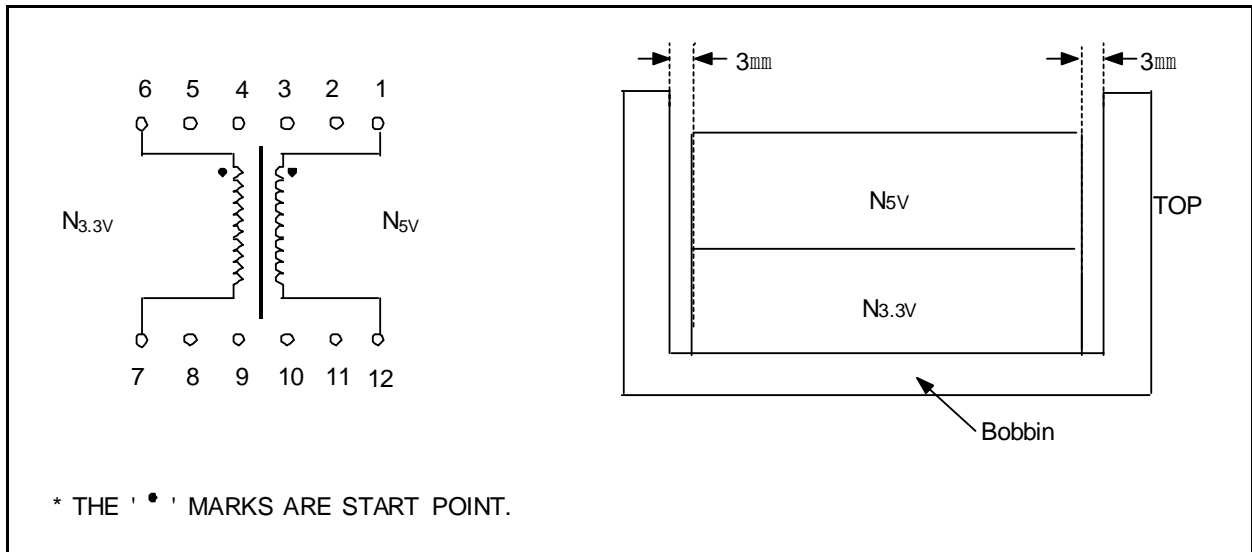 6 5 4 3 2 1
N3.3V N5V
7 8 9 10 11 12
3㎜ 3㎜
N5V
TOP
N3.3V
Bobbin
* THE ' • ' MARKS ARE START POINT.